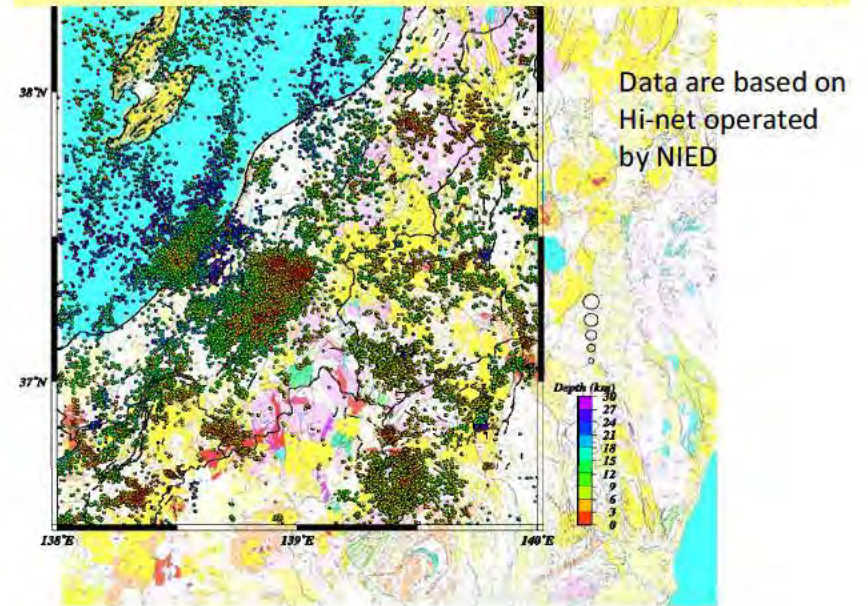 38°N
Data are based on
Hi-net operated
by NIED
37°N
Depth (km)
30
27
24
21
18
15
12
9
6
3
0
138°E
139°E
140°E